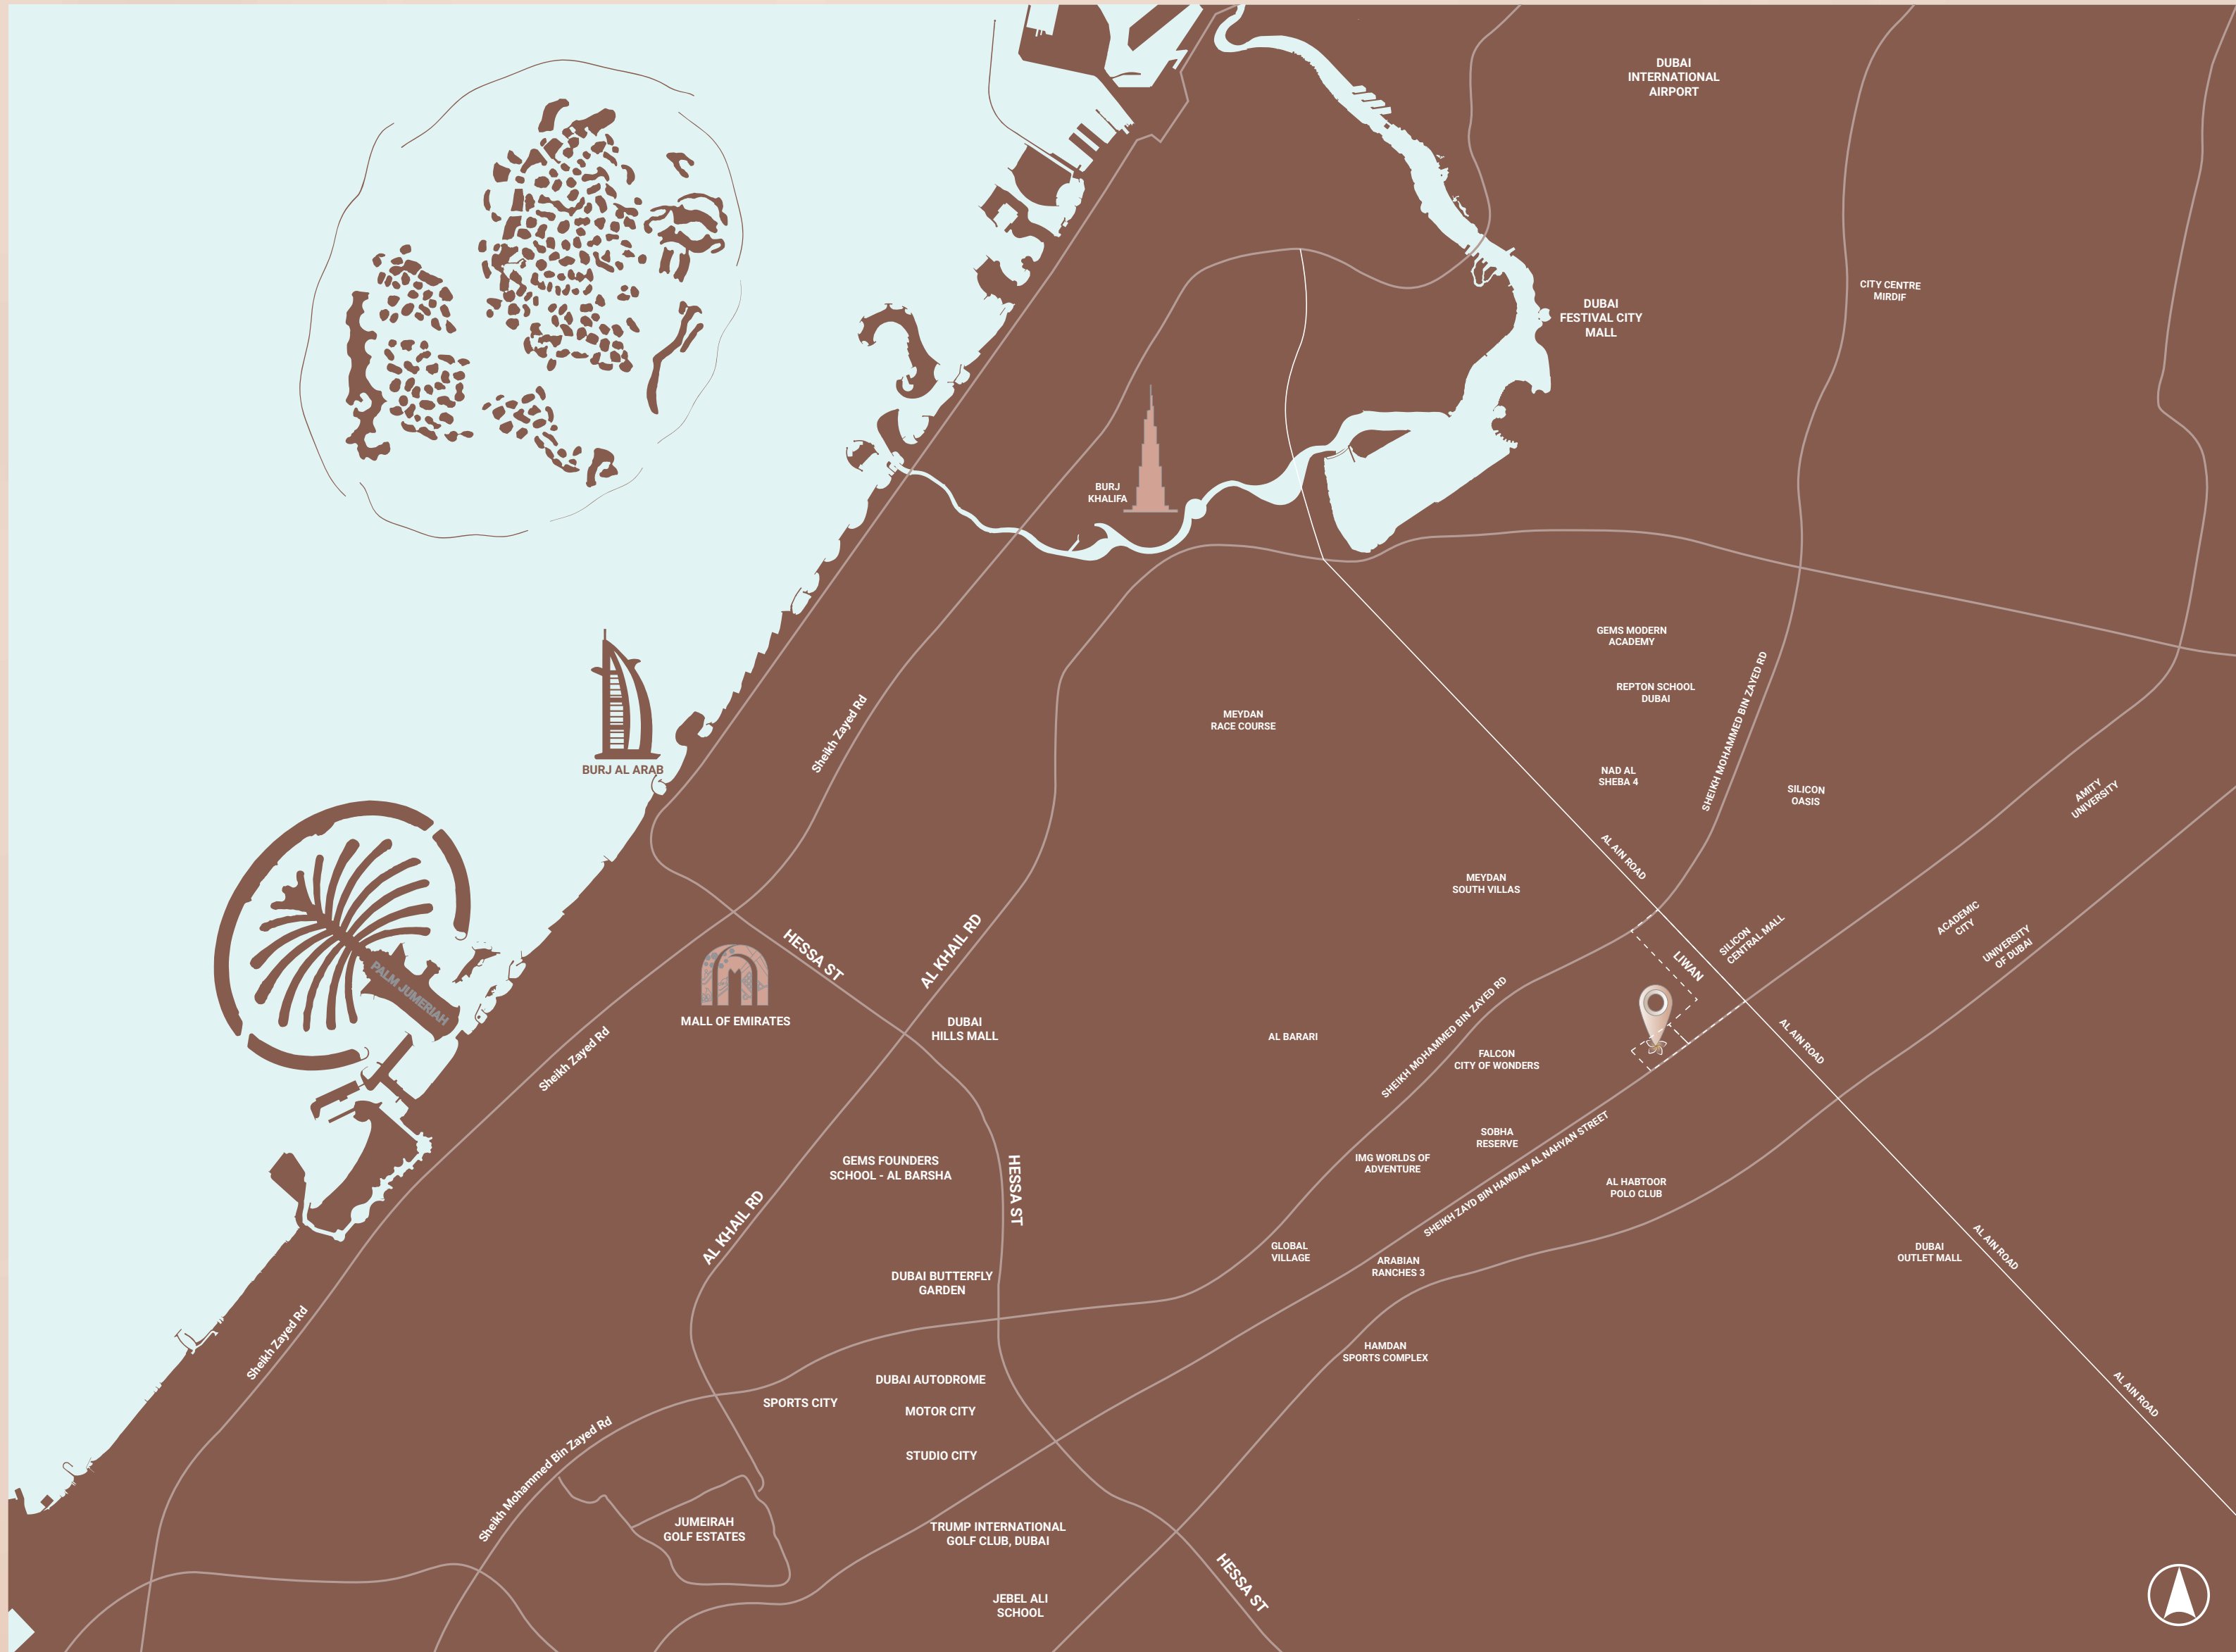 DUBAI
INTERNATIONAL
AIRPORT
CITY CENTRE
MIRDIF
DUBAI
FESTIVAL CITY
MALL
BURJ
KHALIFA
GEMS MODERN
ACADEMY
REPTON SCHOOL
DUBAI
SHEIKH MOHAMMED BIN ZAYED RD
MEYDAN
RACE COURSE
Sheikh Zayed Rd
BURJ AL ARAB
NAD AL
SHEBA 4
SILICON
OASIS
AMITY
UNIVERSITY
AL AIN ROAD
MEYDAN
SOUTH VILLAS
ACADEMIC
CITY
SILICON
CENTRAL MALL
UNIVERSITY
OF DUBAI
LIWAN
HESSA ST
AL KHAIL RD
PALM JUMERIAH
MALL OF EMIRATES
DUBAI
HILLS MALL
AL BARARI
SHEIKH MOHAMMED BIN ZAYED RD
FALCON
CITY OF WONDERS
AL AIN ROAD
Sheikh Zayed Rd
SOBHA
RESERVE
IMG WORLDS OF
ADVENTURE
SHEIKH ZAYD BIN HAMDAN AL NAHYAN STREET
GEMS FOUNDERS
SCHOOL - AL BARSHA
HESSA ST
AL HABTOOR
POLO CLUB
AL KHAIL RD
GLOBAL
VILLAGE
ARABIAN
RANCHES 3
DUBAI
OUTLET MALL
AL AIN ROAD
DUBAI BUTTERFLY
GARDEN
Sheikh Zayed Rd
HAMDAN
SPORTS COMPLEX
DUBAI AUTODROME
SPORTS CITY
MOTOR CITY
AL AIN ROAD
STUDIO CITY
Sheikh Mohammed Bin Zayed Rd
JUMEIRAH
GOLF ESTATES
TRUMP INTERNATIONAL
GOLF CLUB, DUBAI
HESSA ST
JEBEL ALI
SCHOOL